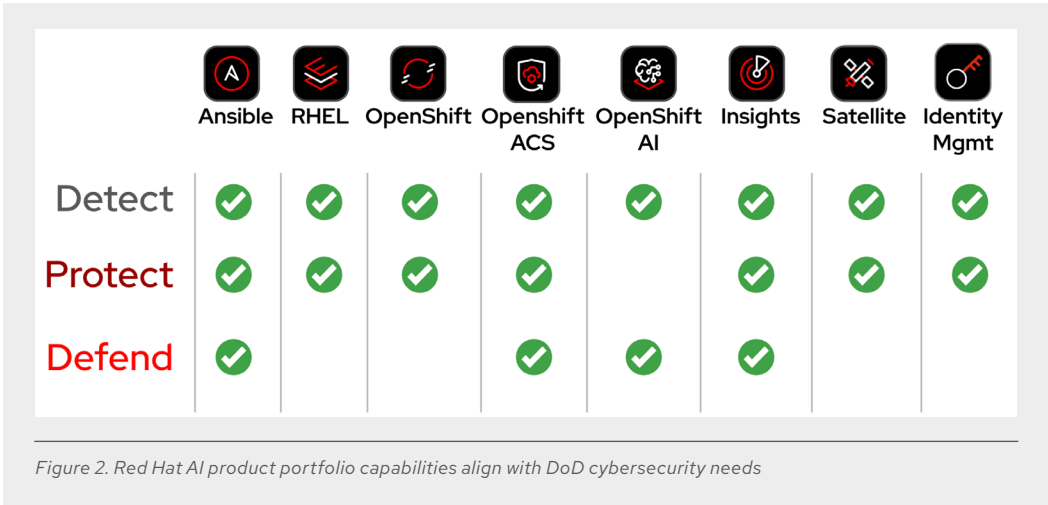 Ansible RHEL OpenShift Openshift OpenShift Insights Satellite Identity
ACS AI Mgmt
Detect
Protect
Defend
Figure 2. Red Hat AI product portfolio capabilities align with DoD cybersecurity needs